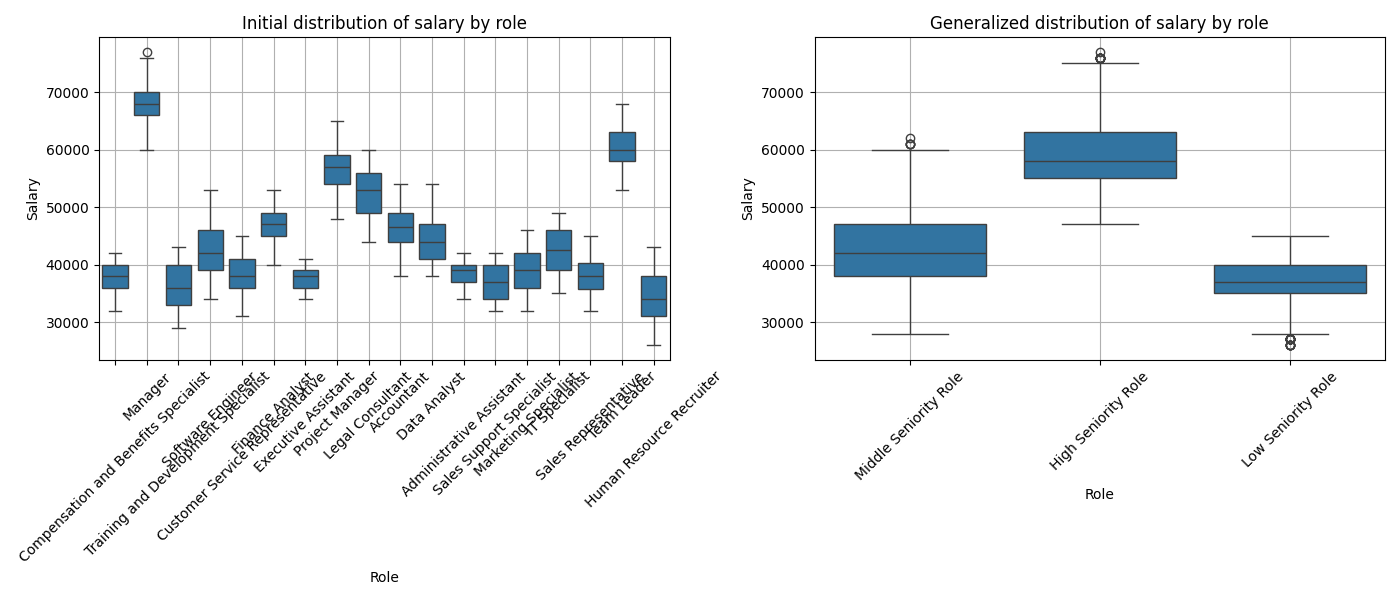 Initial distribution of salary by role
Salary
70000
60000
50000
40000
30000
Compensation and Benefits Specialist
Manager
Training and Development Specialist
Software Engineer
Customer Service Representative
Finance Analyst
Executive Assistant
Project Manager
Legal Consultant
Accountant
Data Analyst
Administrative Assistant
Sales Support Specialist
Marketing Specialist
IT Specialist
Sales Representative
Team Leader
Human Resource Recruiter
Role
Generalized distribution of salary by role
Salary
70000
60000
50000
40000
30000
Middle Seniority Role
High Seniority Role
Low Seniority Role
Role